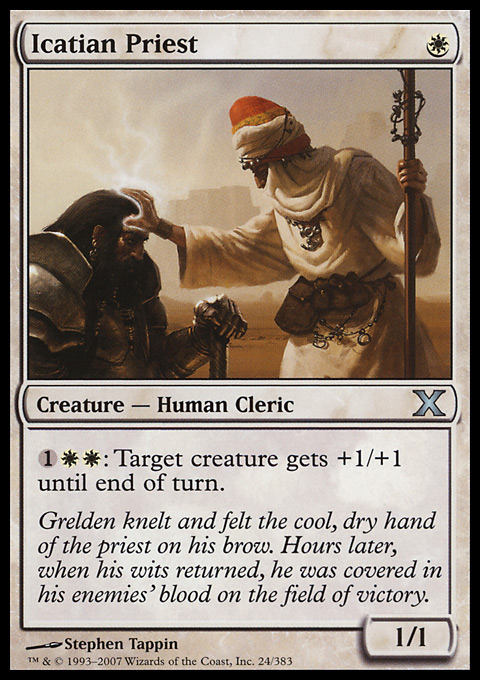 Icatian Priest
Creature — Human Cleric
X
1: Target creature gets +1/+1
until end of turn.
Grelden knelt and felt the cool, dry hand
of the priest on his brow. Hours later,
when his wits returned, he was covered in
his enemies' blood on the field of victory.
Stephen Tappin
1/1
™ & © 1993–2007 Wizards of the Coast, Inc. 24/383